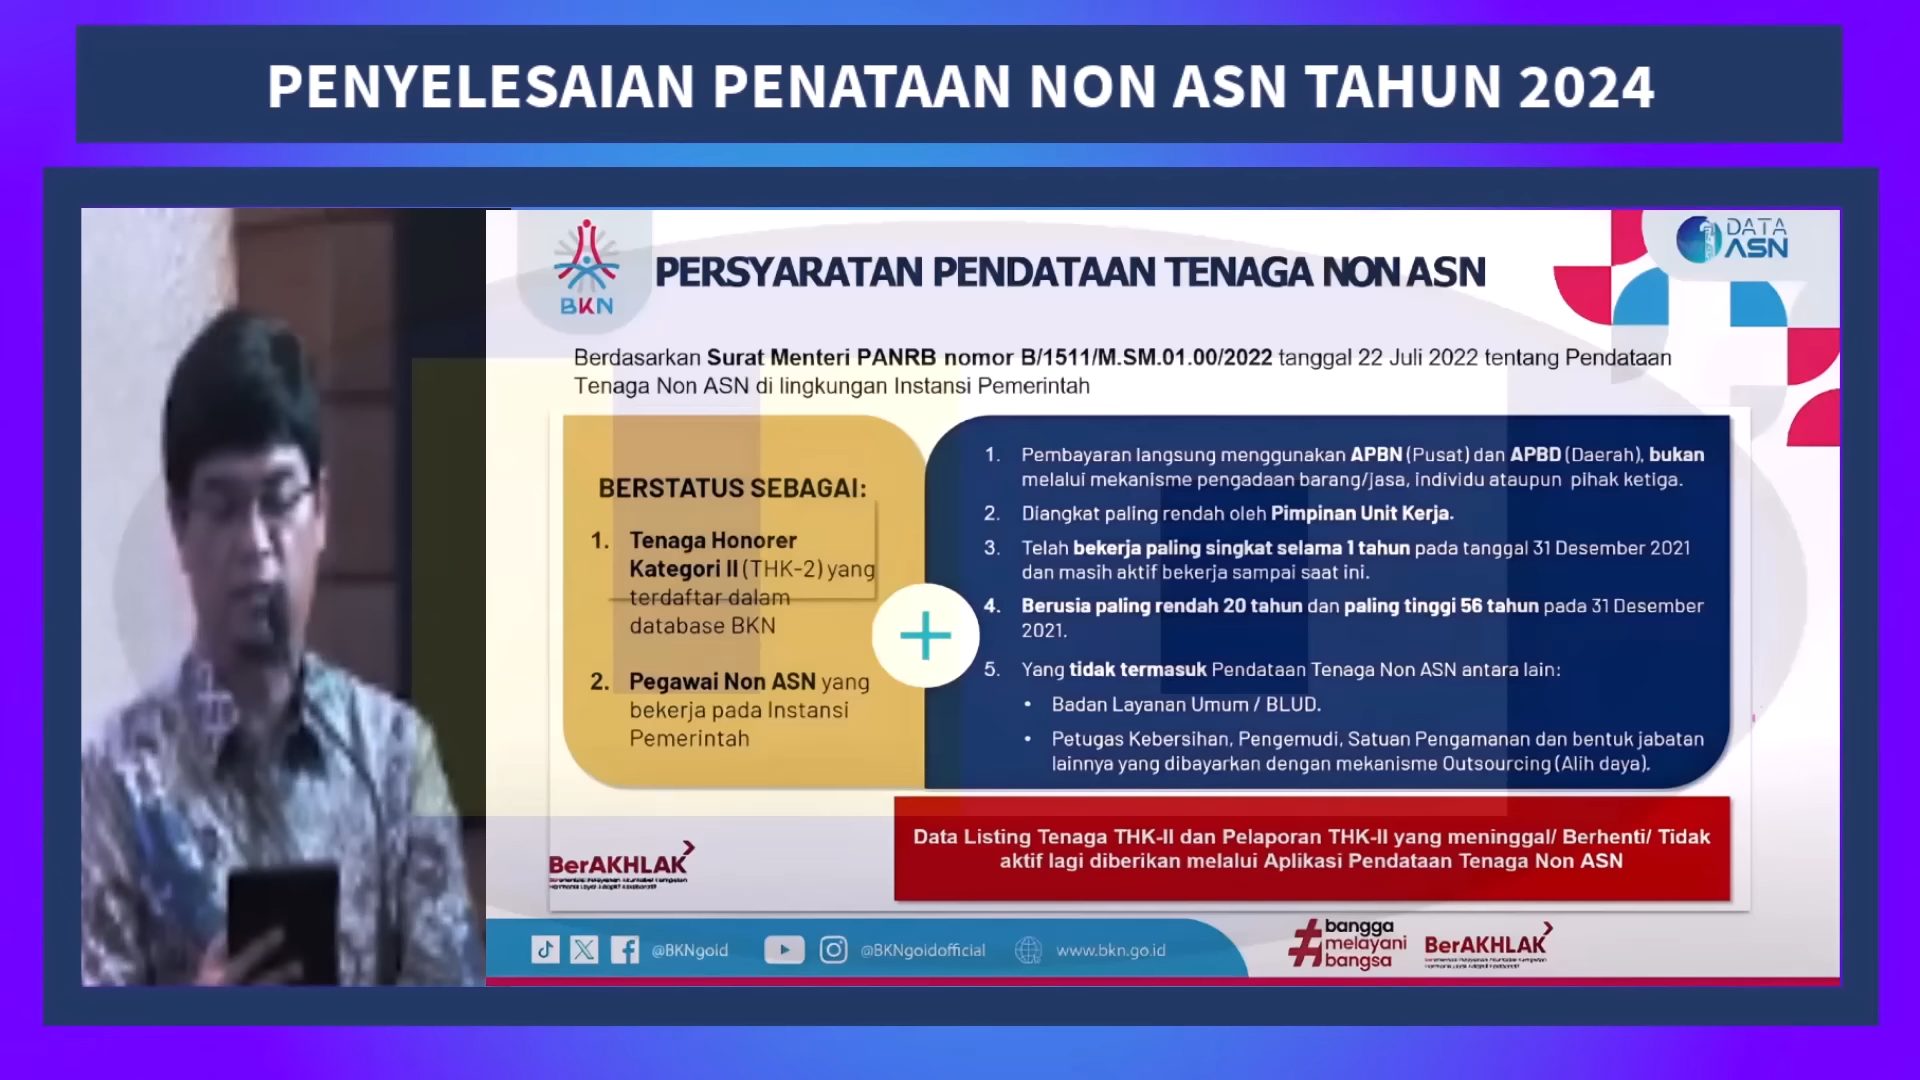 PENYELESAIAN PENATAAN NON ASN TAHUN 2024
BKN
PERSYARATAN PENDATAAN TENAGA NON ASN
DATA
ASN
Berdasarkan Surat Menteri PANRB nomor B/1511/M.SM.01.00/2022 tanggal 22 Juli 2022 tentang Pendataan
Tenaga Non ASN di lingkungan Instansi Pemerintah
BERSTATUS SEBAGAI:
1. Tenaga Honorer
Kategori II (THK-2) yang
terdaftar dalam
database BKN
2. Pegawai Non ASN yang
bekerja pada Instansi
Pemerintah
1. Pembayaran langsung menggunakan APBN (Pusat) dan APBD (Daerah), bukan
melalui mekanisme pengadaan barang/jasa, individu ataupun pihak ketiga.
2. Diangkat paling rendah oleh Pimpinan Unit Kerja.
3. Telah bekerja paling singkat selama 1 tahun pada tanggal 31 Desember 2021
dan masih aktif bekerja sampai saat ini.
4. Berusia paling rendah 20 tahun dan paling tinggi 56 tahun pada 31 Desember
2021.
5. Yang tidak termasuk Pendataan Tenaga Non ASN antara lain:
• Badan Layanan Umum / BLUD.
• Petugas Kebersihan, Pengemudi, Satuan Pengamanan dan bentuk jabatan
lainnya yang dibayarkan dengan mekanisme Outsourcing (Alih daya).
Data Listing Tenaga THK-II dan Pelaporan THK-II yang meninggal/ Berhenti/ Tidak
aktif lagi diberikan melalui Aplikasi Pendataan Tenaga Non ASN
BerAKHLAK
@BKNgoid
@BKNgoidofficial
www.bkn.go.id
#bangga
melayani
bangsa
BerAKHLAK